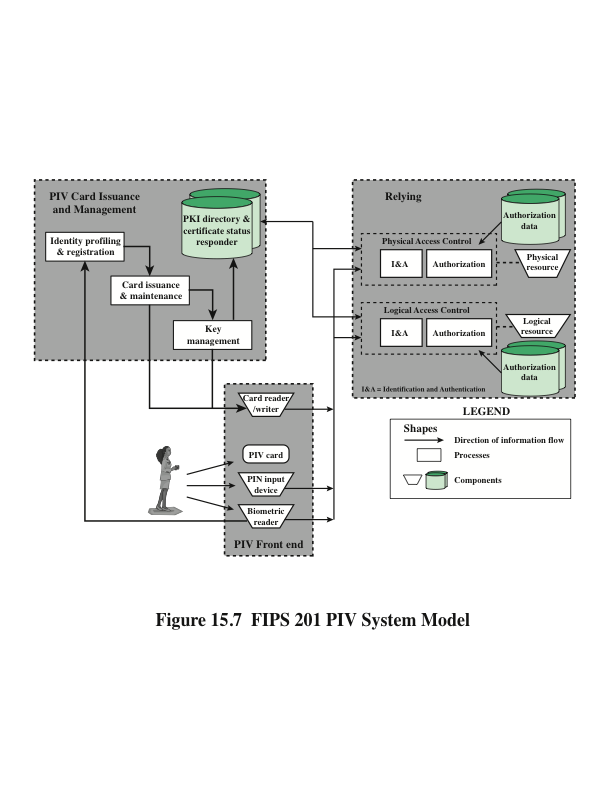 PIV Card Issuance
and Management
PKI directory &
certificate status
responder
Identity profiling
& registration
Card issuance
& maintenance
Key
management
Relying
Authorization
data
Physical Access Control
I&A
Authorization
Physical
resource
Logical Access Control
I&A
Authorization
Logical
resource
Authorization
data
I&A = Identification and Authentication
Card reader
/writer
PIV card
PIN input
device
Biometric
reader
PIV Front end
LEGEND
Shapes
Direction of information flow
Processes
Components
Figure 15.7 FIPS 201 PIV System Model